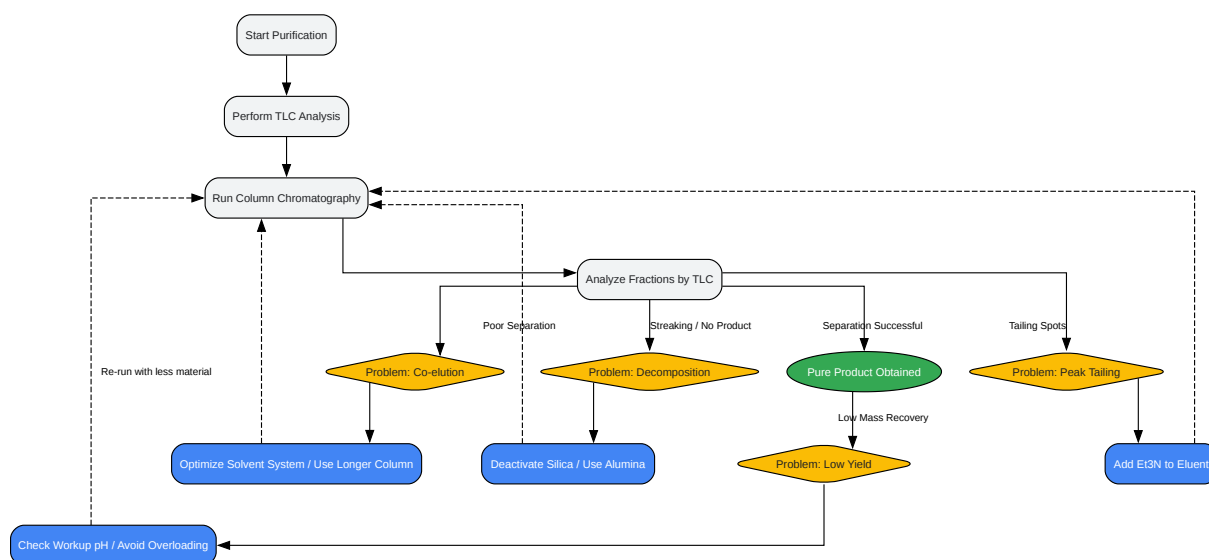 Start Purification
Perform TLC Analysis
Run Column Chromatography
Analyze Fractions by TLC
Poor Separation
Streaking / No Product
Separation Successful
Tailing Spots
Re-run with less material
Problem: Co-elution
Problem: Decomposition
Pure Product Obtained
Problem: Peak Tailing
Low Mass Recovery
Optimize Solvent System / Use Longer Column
Deactivate Silica / Use Alumina
Problem: Low Yield
Add Et3N to Eluent
Check Workup pH / Avoid Overloading